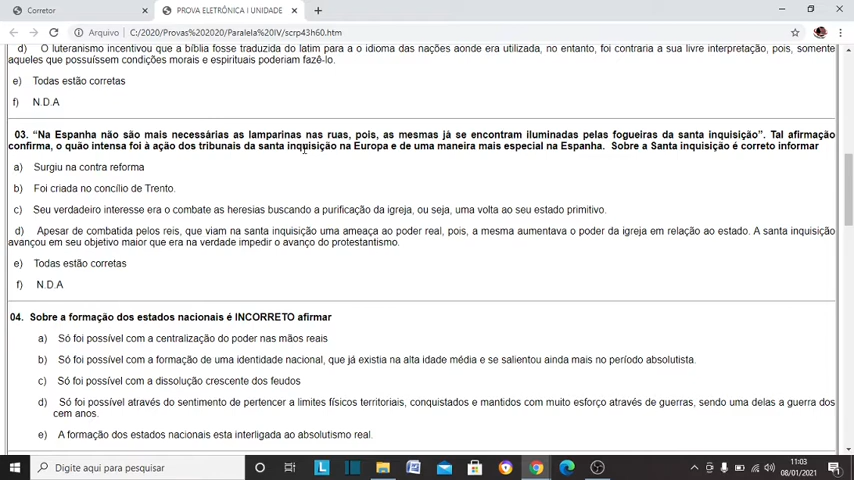 Corretor
PROVA ELETRÔNICA I UNIDADE
Arquivo
C:/2020/Provas%202020/Paralela%20IV/scrp43h60.htm
d) O luteranismo incentivou que a bíblia fosse traduzida do latim para a o idioma das nações aonde era utilizada, no entanto, foi contraria a sua livre interpretação, pois, somente
aqueles que possuíssem condições morais e espirituais poderiam fazê-lo.
e) Todas estão corretas
f) N.D.A
03. “Na Espanha não são mais necessárias as lamparinas nas ruas, pois, as mesmas já se encontram iluminadas pelas fogueiras da santa inquisição”. Tal afirmação
confirma, o quão intensa foi à ação dos tribunais da santa inquisição na Europa e de uma maneira mais especial na Espanha. Sobre a Santa inquisição é correto informar
a) Surgiu na contra reforma
b) Foi criada no concílio de Trento.
c) Seu verdadeiro interesse era o combate as heresias buscando a purificação da igreja, ou seja, uma volta ao seu estado primitivo.
d) Apesar de combatida pelos reis, que viam na santa inquisição uma ameaça ao poder real, pois, a mesma aumentava o poder da igreja em relação ao estado. A santa inquisição
avançou em seu objetivo maior que era na verdade impedir o avanço do protestantismo.
e) Todas estão corretas
f) N.D.A
04. Sobre a formação dos estados nacionais é INCORRETO afirmar
a) Só foi possível com a centralização do poder nas mãos reais
b) Só foi possível com a formação de uma identidade nacional, que já existia na alta idade média e se salientou ainda mais no período absolutista.
c) Só foi possível com a dissolução crescente dos feudos
d) Só foi possível através do sentimento de pertencer a limites físicos territoriais, conquistados e mantidos com muito esforço através de guerras, sendo uma delas a guerra dos
cem anos.
e) A formação dos estados nacionais esta interligada ao absolutismo real.
Digite aqui para pesquisar
L
11:03
08/01/2021